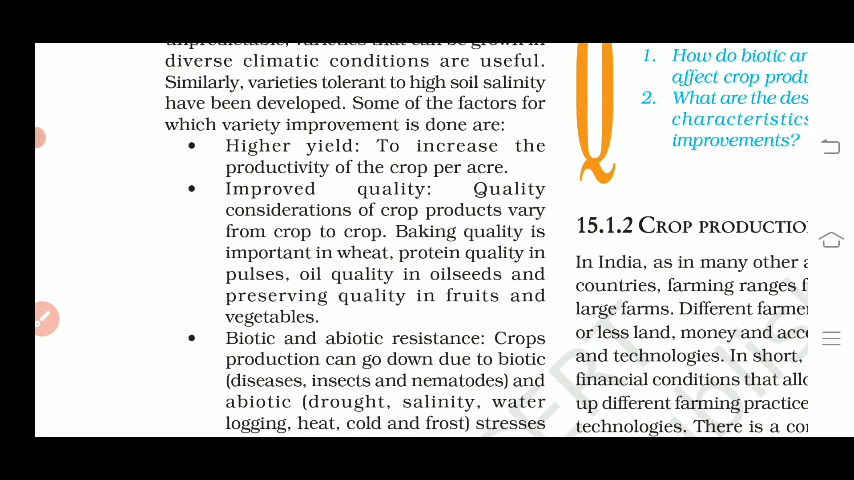 diverse climatic conditions are useful.
Similarly, varieties tolerant to high soil salinity
have been developed. Some of the factors for
which variety improvement is done are:
• Higher yield: To increase the
productivity of the crop per acre.
• Improved quality: Quality
considerations of crop products vary
from crop to crop. Baking quality is
important in wheat, protein quality in
pulses, oil quality in oilseeds and
preserving quality in fruits and
vegetables.
• Biotic and abiotic resistance: Crops
production can go down due to biotic
(diseases, insects and nematodes) and
abiotic (drought, salinity, water
logging, heat, cold and frost) stresses
Q
1. How do biotic
affect crop
2. What are the
characteristics
improvements?
15.1.2 CROP
In India, as in many other
countries, farming ranges
large farms. Different
or less land, money and
and technologies. In short,
financial conditions that
up different farming
technologies. There is a